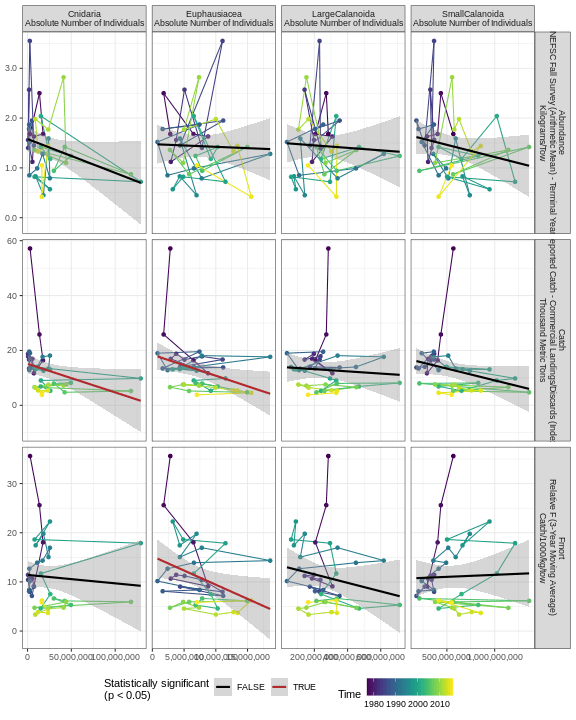 Cnidaria
Absolute Number of Individuals
Euphausiacea
Absolute Number of Individuals
LargeCalanoida
Absolute Number of Individuals
SmallCalanoida
Absolute Number of Individuals
3.0
2.0
1.0
0.0
Abundance
NEFSC Fall Survey (Arithmetic Mean) - Terminal Year
Kilograms/Tow
60
40
20
0
Catch
eported Catch - Commercial Landings/Discards (Inde
Thousand Metric Tons
30
20
10
0
Fmort
Relative F (3-Year Moving Average)
Catch/1000/kg/tow
0 50,000,000 100,000,000
0 5,000,000 10,000,000 15,000,000
200,000,000 400,000,000 600,000,000
500,000,000 1,000,000,000
Statistically significant
(p < 0.05)
FALSE
TRUE
Time
1980 1990 2000 2010